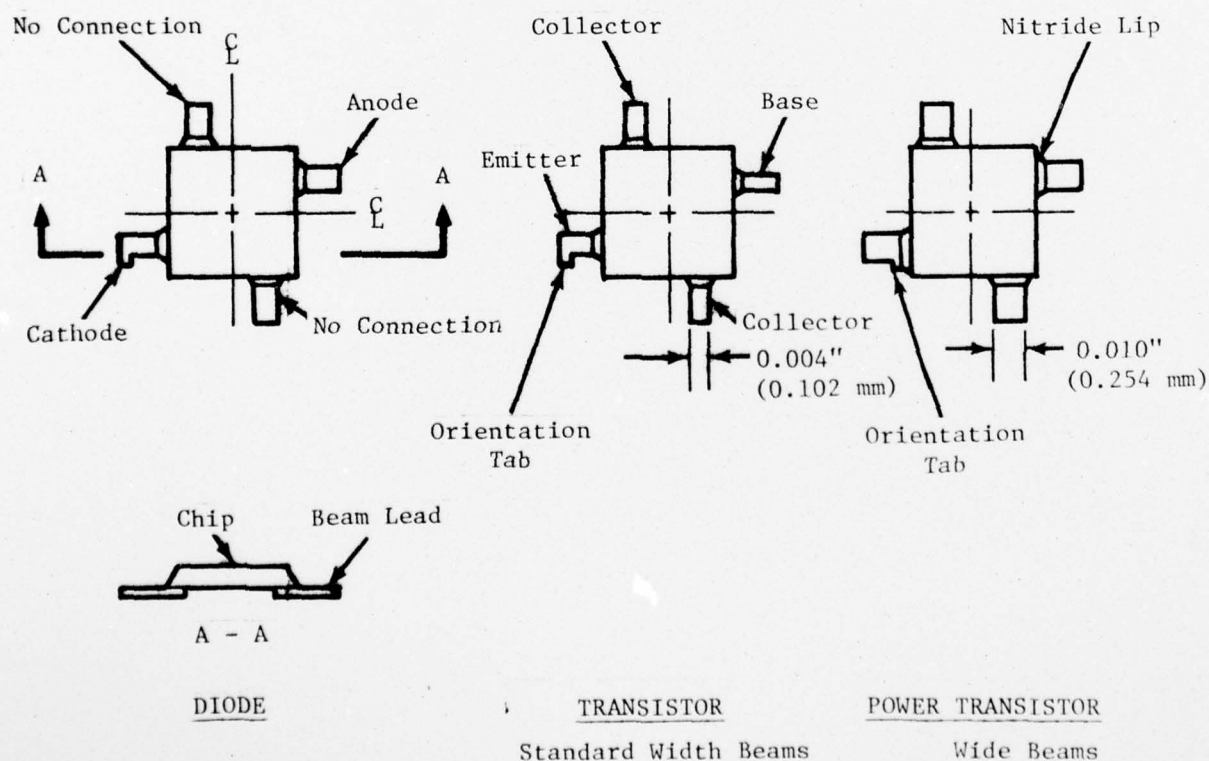 No Connection
℄
Anode
A
A
℄
Cathode
No Connection
Collector
Base
Emitter
Collector
0.004"
(0.102 mm)
Orientation
Tab
Nitride Lip
0.010"
(0.254 mm)
Orientation
Tab
Chip
Beam Lead
A - A
DIODE
TRANSISTOR
Standard Width Beams
POWER TRANSISTOR
Wide Beams